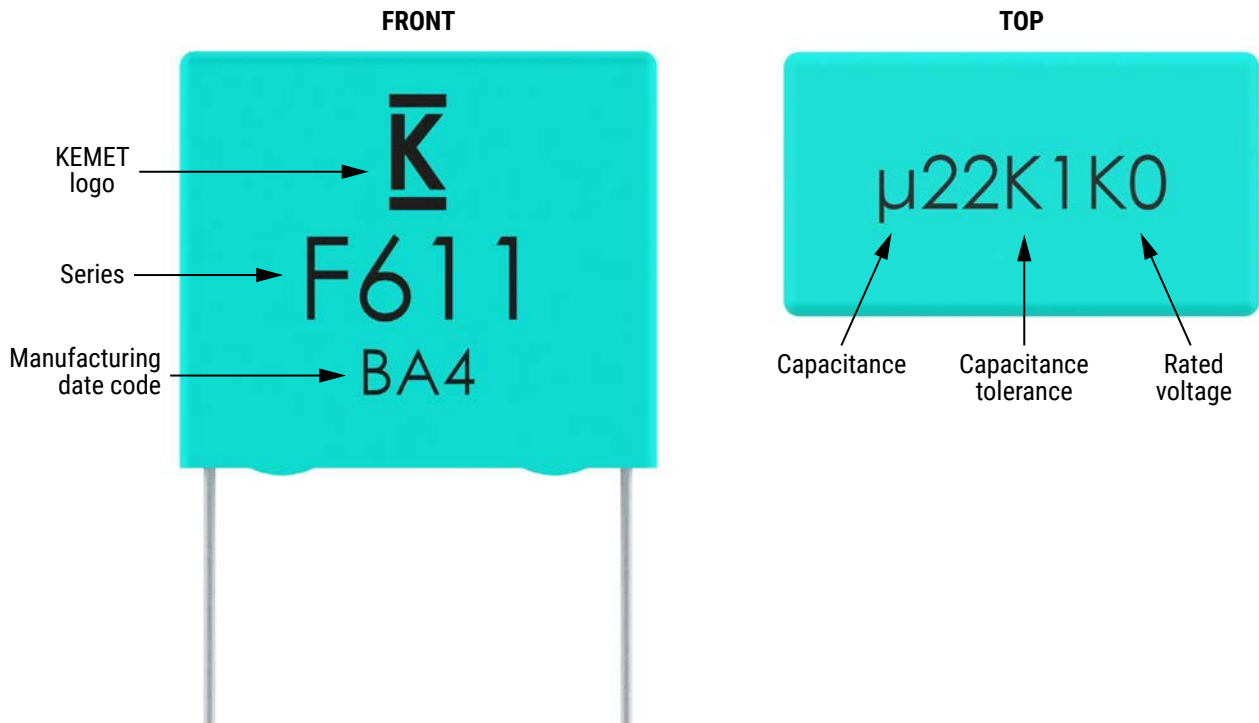 FRONT
KEMET
logo
K
Series
F611
Manufacturing
date code
BA4
TOP
µ22K1K0
Capacitance
Capacitance
tolerance
Rated
voltage